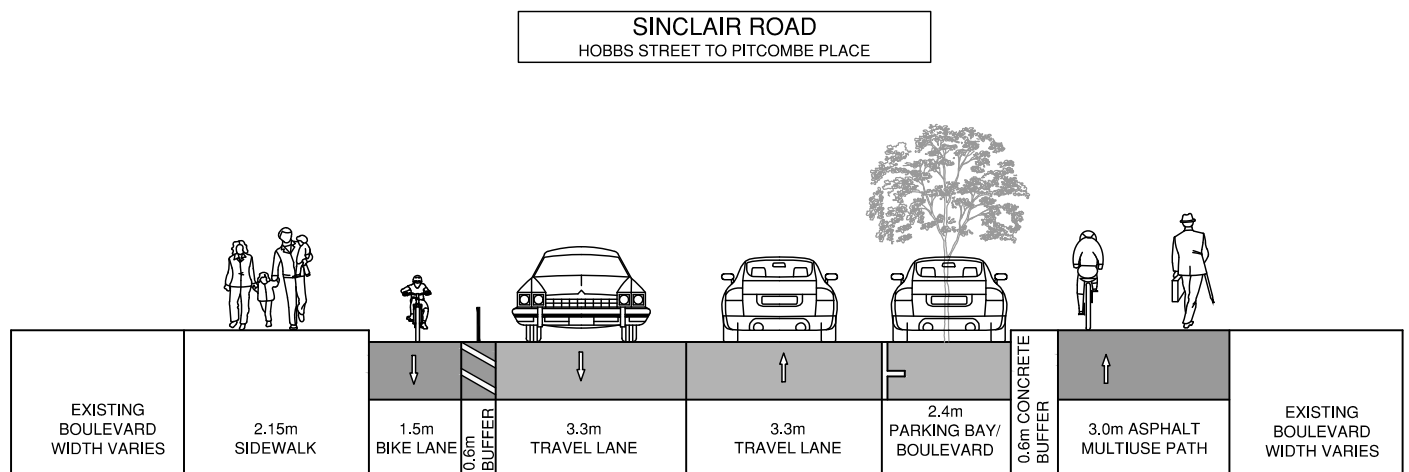 SINCLAIR ROAD
HOBBS STREET TO PITCOMBE PLACE
EXISTING
BOULEVARD
WIDTH VARIES
2.15m
SIDEWALK
1.5m
BIKE LANE
0.6m
BUFFER
3.3m
TRAVEL LANE
3.3m
TRAVEL LANE
2.4m
PARKING BAY/
BOULEVARD
0.6m CONCRETE
BUFFER
3.0m ASPHALT
MULTIUSE PATH
EXISTING
BOULEVARD
WIDTH VARIES